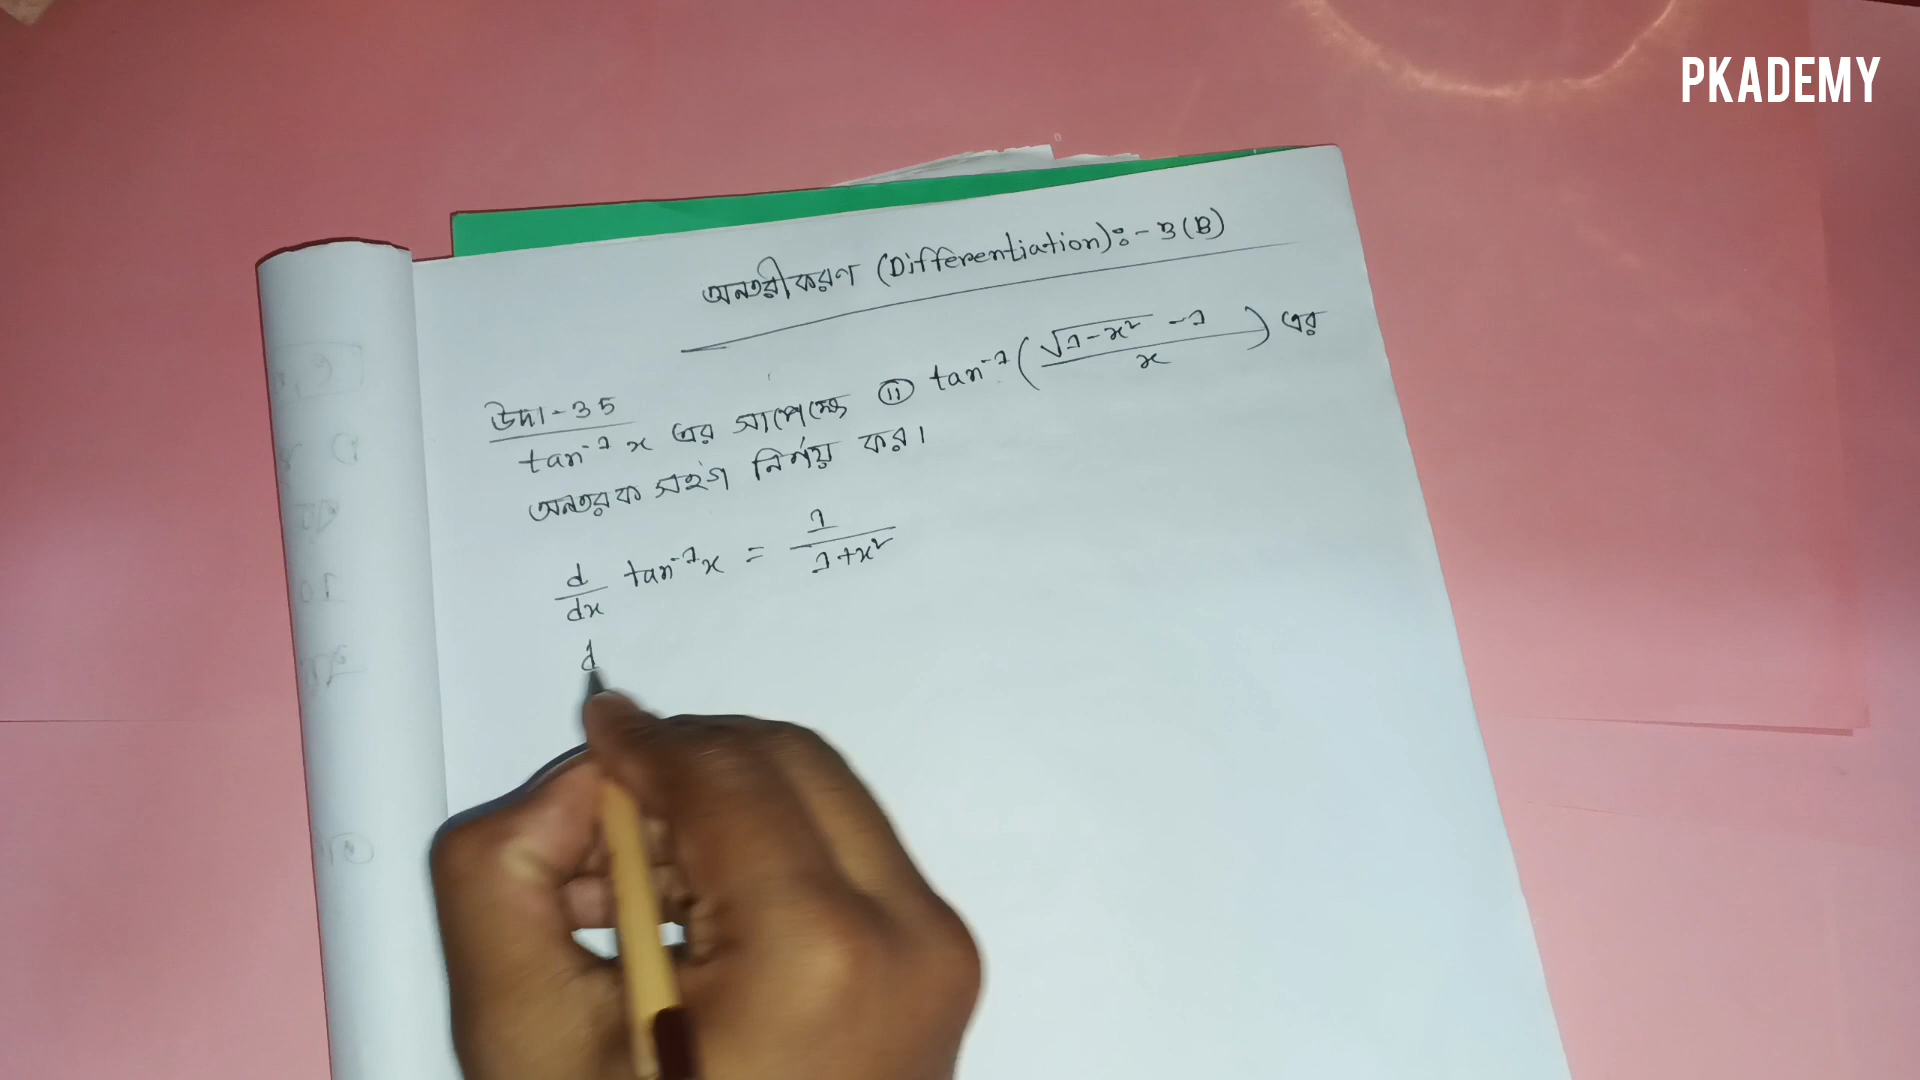 PKADEMY
অন্তরীকরণ (Differentiation):- 3(B)
উদা-35
tan⁻¹ x এর সাপেক্ষে ⓘⓘ tan⁻¹(√1-x² -1 / x) এর
অন্তরক সহগ নির্ণয় কর।
d/dx tan⁻¹x = 1/1+x²
d